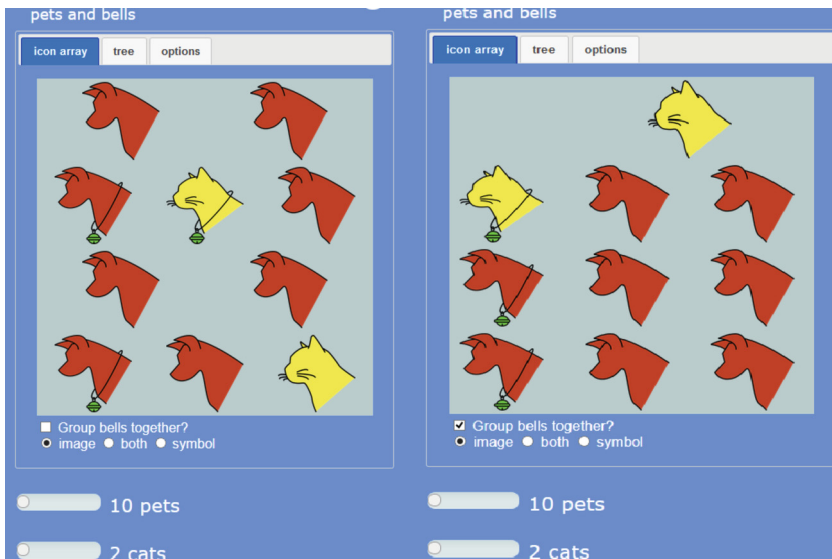 pets and bells
icon array tree options
Group bells together?
image both symbol
10 pets
2 cats
pets and bells
icon array tree options
Group bells together?
image both symbol
10 pets
2 cats